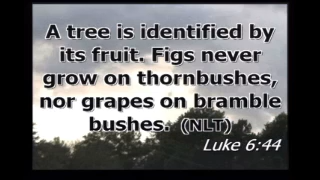 A tree is identified by
its fruit. Figs never
grow on thornbushes,
nor grapes on bramble
bushes. (NLT)
Luke 6:44